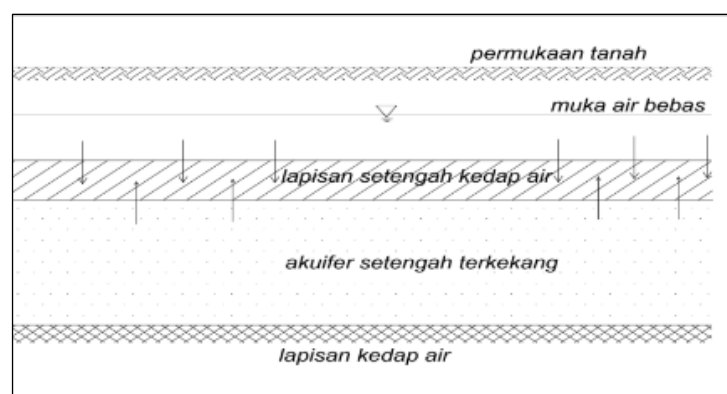 permukaan tanah
muka air bebas
lapisan setengah kedap air
akuifer setengah terkekang
lapisan kedap air